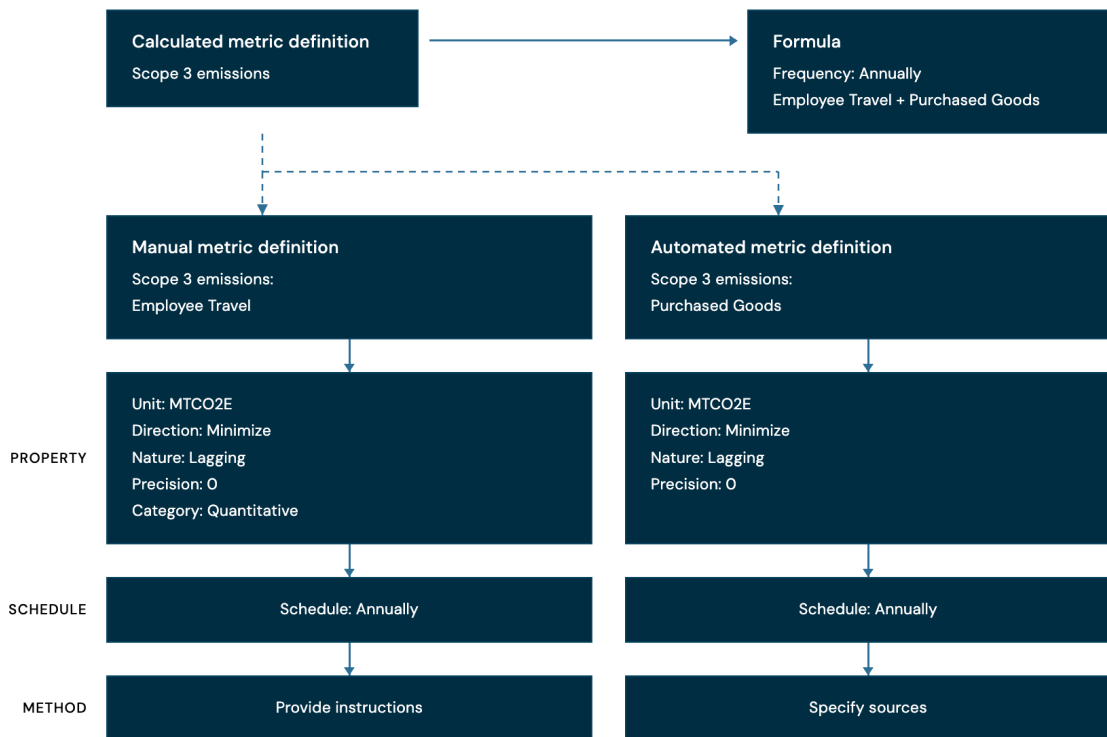 Calculated metric definition
Scope 3 emissions
Formula
Frequency: Annually
Employee Travel + Purchased Goods
Manual metric definition
Scope 3 emissions:
Employee Travel
Automated metric definition
Scope 3 emissions:
Purchased Goods
PROPERTY
Unit: MTCO2E
Direction: Minimize
Nature: Lagging
Precision: 0
Category: Quantitative
Unit: MTCO2E
Direction: Minimize
Nature: Lagging
Precision: 0
SCHEDULE
Schedule: Annually
Schedule: Annually
METHOD
Provide instructions
Specify sources